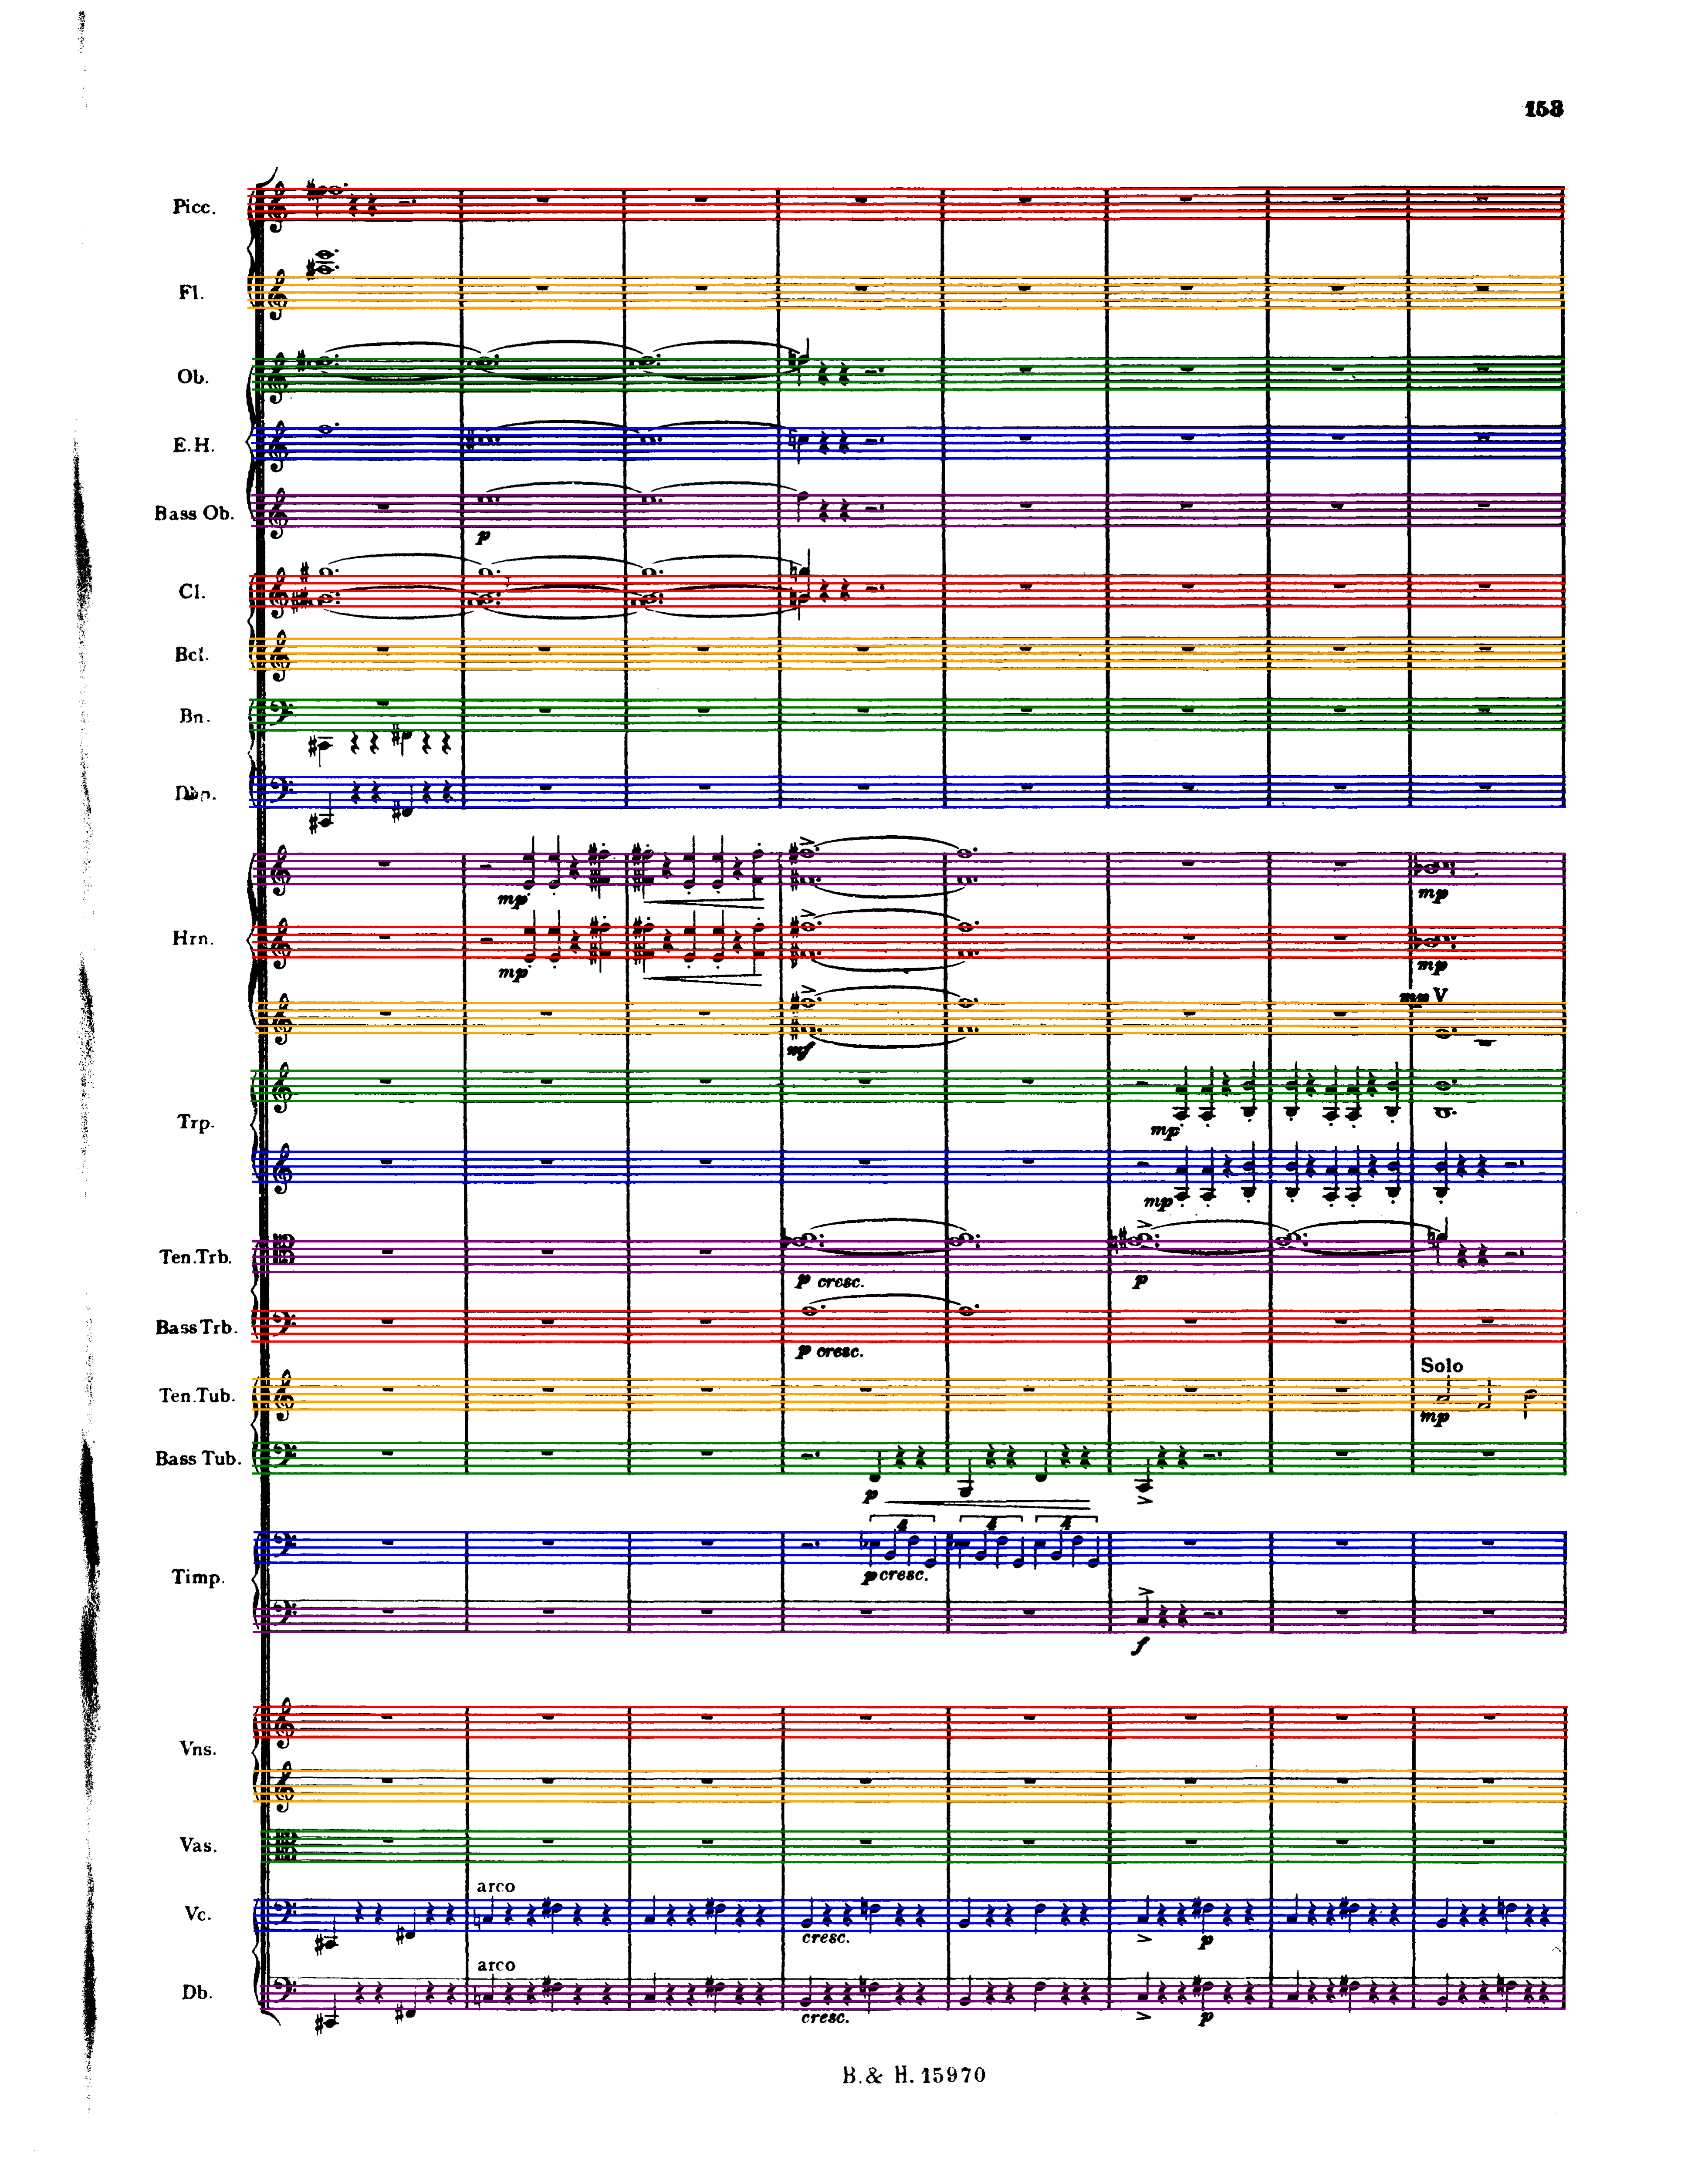 153
Picc.
Fl.
Ob.
E.H.
Bass Ob.
p
Cl.
Bcl.
Bn.
mp
Hrn.
mp
mp
mp
mp V
mf
Trp.
mp
mp
Ten.Trb.
p cresc.
p
Bass Trb.
p cresc.
Solo
Ten.Tub.
mp
Bass Tub.
p
4 4 4
p cresc.
Timp.
f
Vns.
Vas.
arco
Vc.
cresc.
p
arco
Db.
cresc.
p
B. & H. 15970